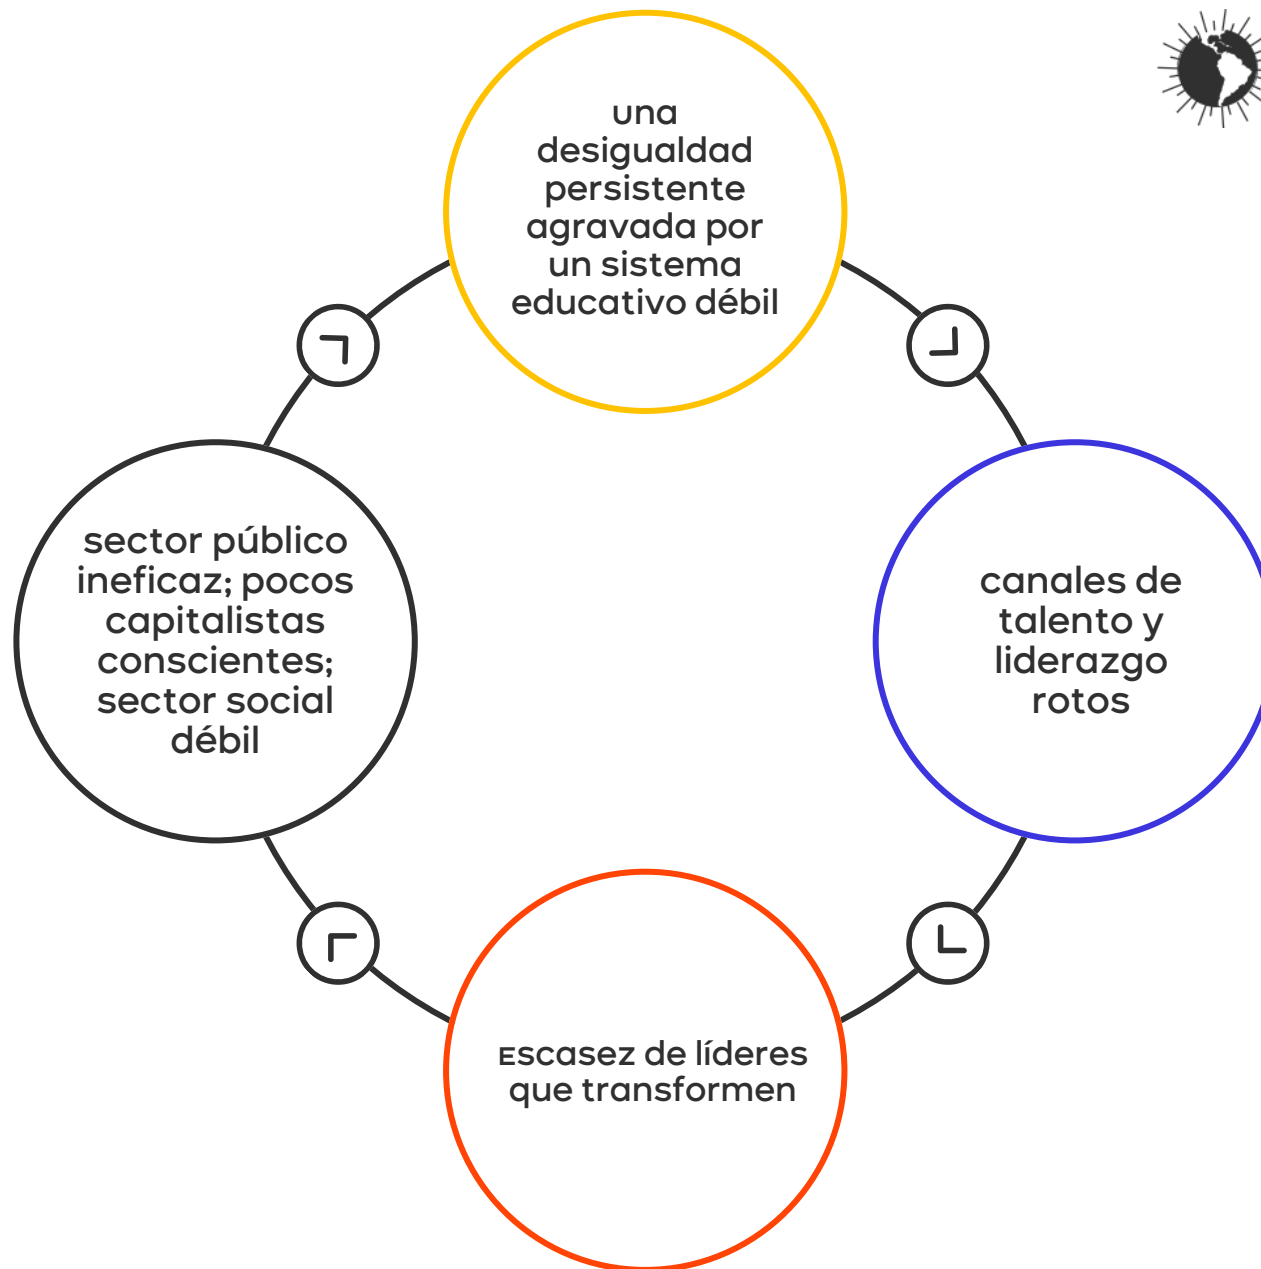 una
desigualdad
persistente
agravada por
un sistema
educativo débil
sector público
ineficaz; pocos
capitalistas
conscientes;
sector social
débil
canales de
talento y
liderazgo
rotos
Escasez de líderes
que transformen